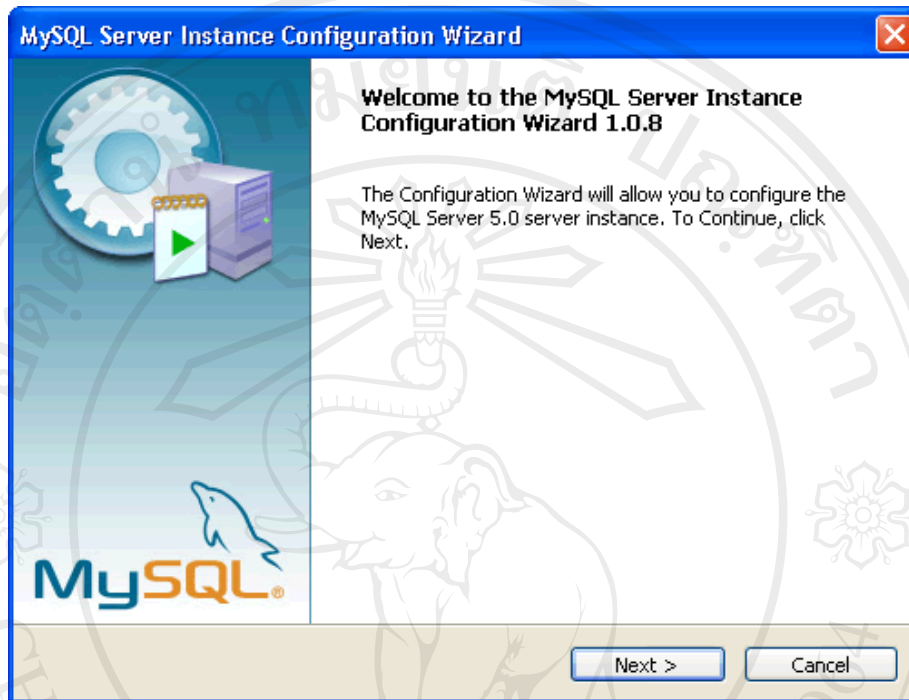 MySQL Server Instance Configuration Wizard
Welcome to the MySQL Server Instance
Configuration Wizard 1.0.8
The Configuration Wizard will allow you to configure the
MySQL Server 5.0 server instance. To Continue, click
Next.
MySQL®
Next >
Cancel